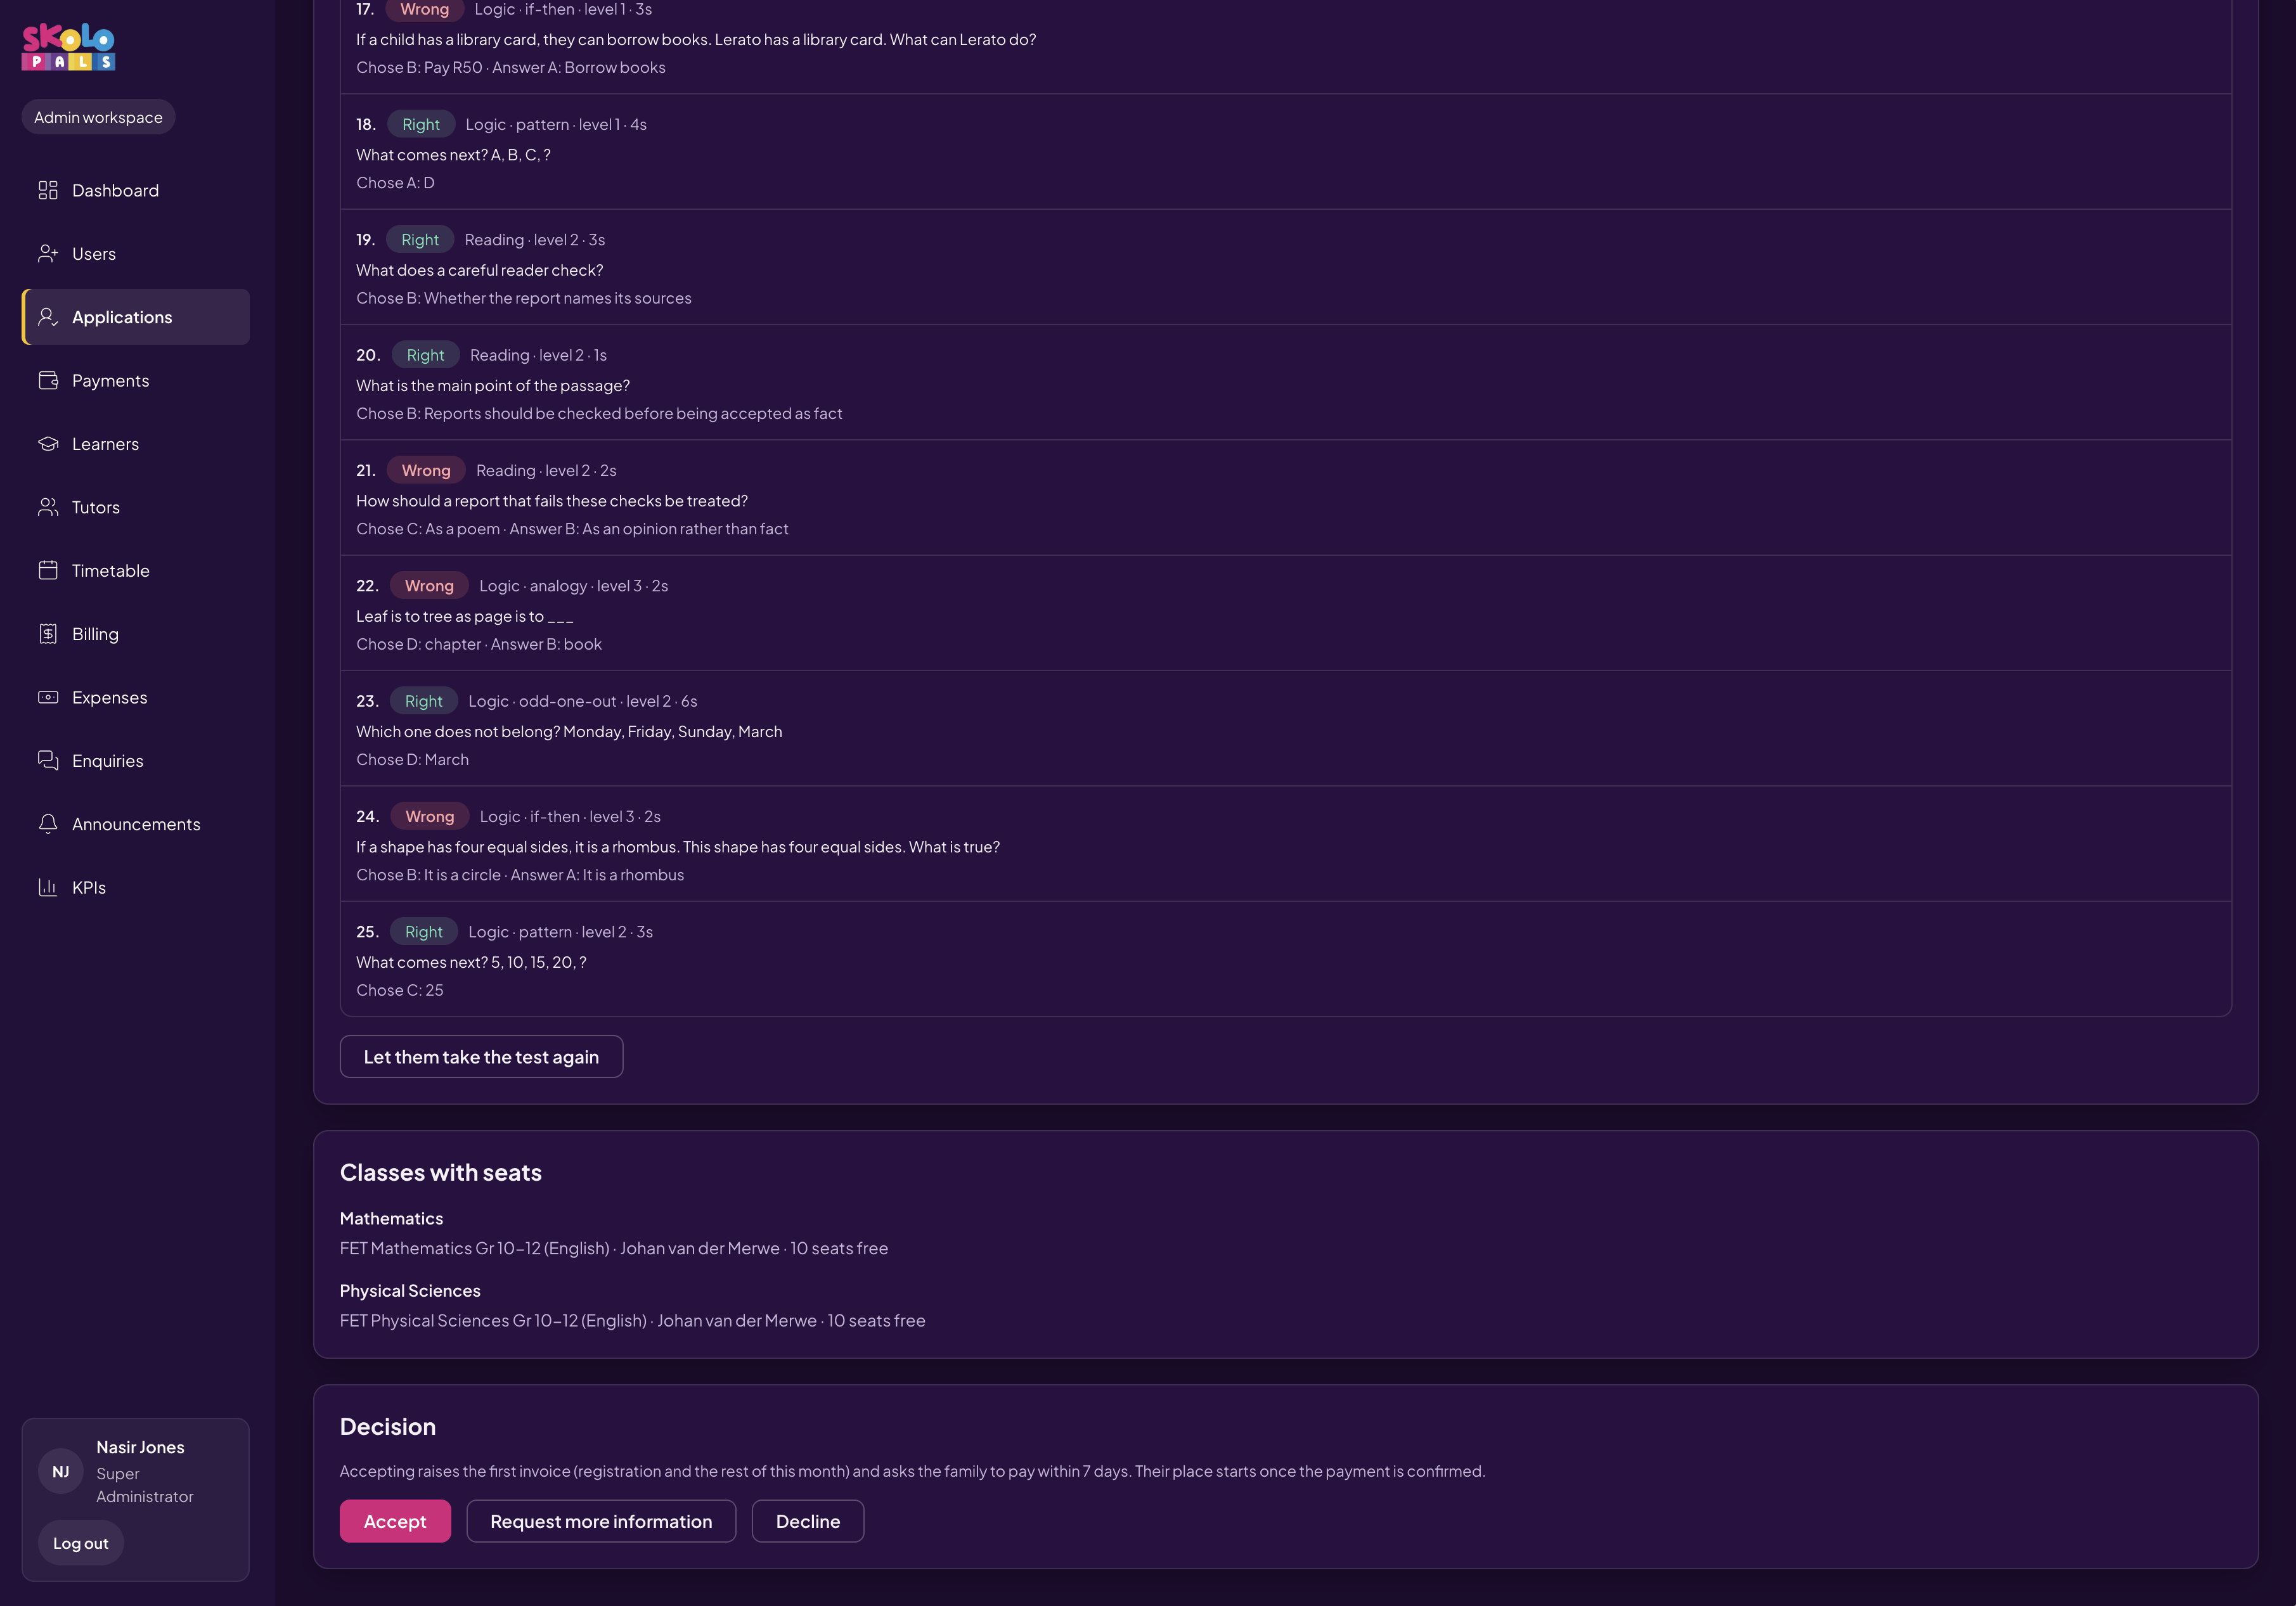 SKOLO
PALS
Admin workspace
Dashboard
Users
Applications
Payments
Learners
Tutors
Timetable
Billing
Expenses
Enquiries
Announcements
KPIs
NJ
Nasir Jones
Super
Administrator
Log out
17. Wrong Logic · if-then · level 1 · 3s
If a child has a library card, they can borrow books. Lerato has a library card. What can Lerato do?
Chose B: Pay R50 · Answer A: Borrow books
18. Right Logic · pattern · level 1 · 4s
What comes next? A, B, C, ?
Chose A: D
19. Right Reading · level 2 · 3s
What does a careful reader check?
Chose B: Whether the report names its sources
20. Right Reading · level 2 · 1s
What is the main point of the passage?
Chose B: Reports should be checked before being accepted as fact
21. Wrong Reading · level 2 · 2s
How should a report that fails these checks be treated?
Chose C: As a poem · Answer B: As an opinion rather than fact
22. Wrong Logic · analogy · level 3 · 2s
Leaf is to tree as page is to ___
Chose D: chapter · Answer B: book
23. Right Logic · odd-one-out · level 2 · 6s
Which one does not belong? Monday, Friday, Sunday, March
Chose D: March
24. Wrong Logic · if-then · level 3 · 2s
If a shape has four equal sides, it is a rhombus. This shape has four equal sides. What is true?
Chose B: It is a circle · Answer A: It is a rhombus
25. Right Logic · pattern · level 2 · 3s
What comes next? 5, 10, 15, 20, ?
Chose C: 25
Let them take the test again
Classes with seats
Mathematics
FET Mathematics Gr 10–12 (English) · Johan van der Merwe · 10 seats free
Physical Sciences
FET Physical Sciences Gr 10–12 (English) · Johan van der Merwe · 10 seats free
Decision
Accepting raises the first invoice (registration and the rest of this month) and asks the family to pay within 7 days. Their place starts once the payment is confirmed.
Accept
Request more information
Decline